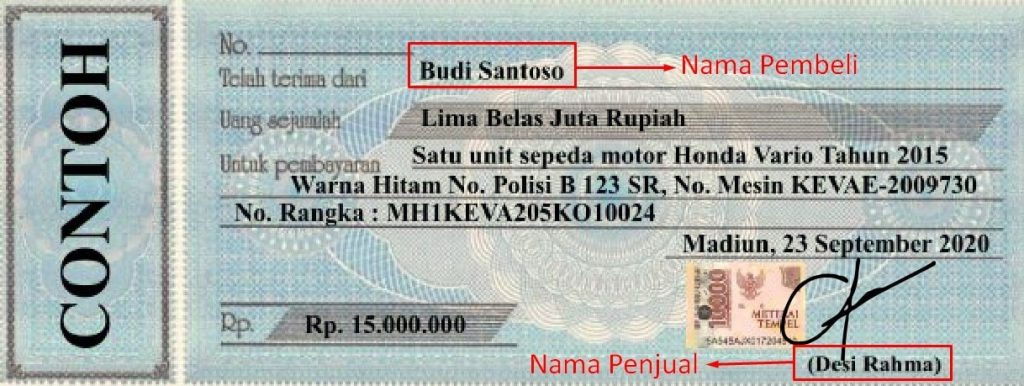 CONTOH
No.
Telah terima dari Budi Santoso Nama Pembeli
Uang sejumlah Lima Belas Juta Rupiah
Untuk pembayaran Satu unit sepeda motor Honda Vario Tahun 2015
Warna Hitam No. Polisi B 123 SR, No. Mesin KEVAE-2009730
No. Rangka : MH1KEVA205KO10024
Madiun, 23 September 2020
10000
METERAI
TEMPEL
Rp. Rp. 15.000.000
Nama Penjual (Desi Rahma)